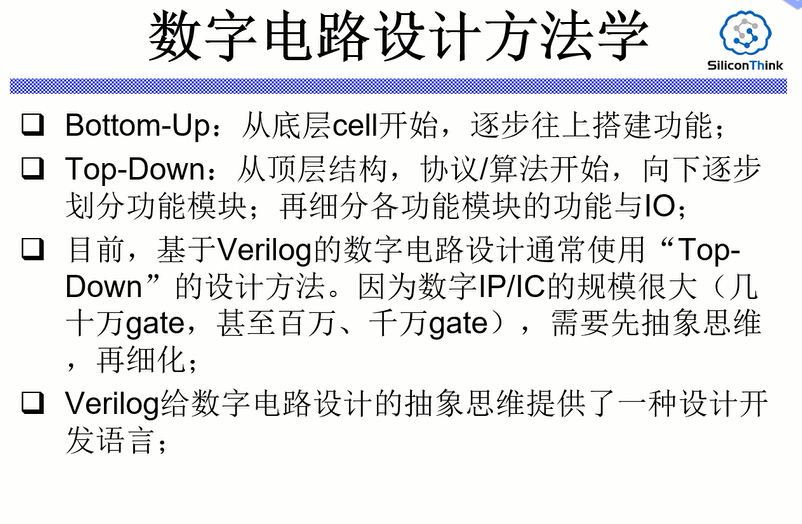 数字电路设计方法学
SiliconThink
Bottom-Up：从底层cell开始，逐步往上搭建功能；
Top-Down：从顶层结构，协议/算法开始，向下逐步
划分功能模块；再细分各功能模块的功能与IO；
目前，基于Verilog的数字电路设计通常使用“Top-
Down”的设计方法。因为数字IP/IC的规模很大（几
十万gate，甚至百万、千万gate），需要先抽象思维
，再细化；
Verilog给数字电路设计的抽象思维提供了一种设计开
发语言；